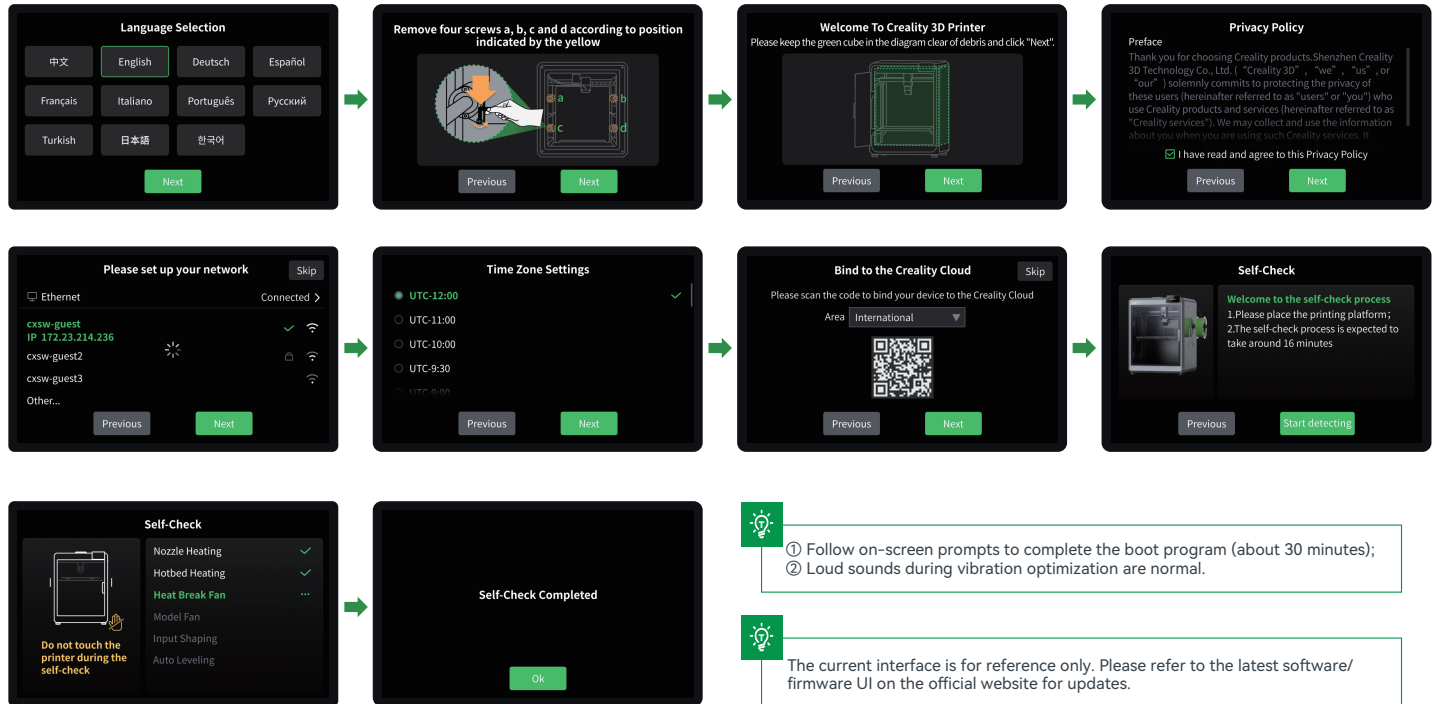 Language Selection
中文
English
Deutsch
Español
Français
Italiano
Português
Русский
Turkish
日本語
한국어
Next
Remove four screws a, b, c and d according to position
indicated by the yellow
a
b
c
d
Previous
Next
Welcome To Creality 3D Printer
Please keep the green cube in the diagram clear of debris and click "Next".
Previous
Next
Privacy Policy
Preface
Thank you for choosing Creality products.Shenzhen Creality
3D Technology Co., Ltd. (“Creality 3D”, “we”, “us”, or
“our”) solemnly commits to protecting the privacy of
these users (hereinafter referred to as "users" or "you") who
use Creality products and services (hereinafter referred to as
"Creality services"). We may collect and use the information
about you when you are using such Creality services. It
I have read and agree to this Privacy Policy
Previous
Next
Please set up your network
Skip
Ethernet
Connected >
cxsw-guest
IP 172.23.214.236
cxsw-guest2
cxsw-guest3
Other...
Previous
Next
Time Zone Settings
UTC-12:00
UTC-11:00
UTC-10:00
UTC-9:30
UTC-9:00
Previous
Next
Bind to the Creality Cloud
Skip
Please scan the code to bind your device to the Creality Cloud
Area
International
Previous
Next
Self-Check
Welcome to the self-check process
1.Please place the printing platform;
2.The self-check process is expected to
take around 16 minutes
Previous
Start detecting
Self-Check
Do not touch the
printer during the
self-check
Nozzle Heating
Hotbed Heating
Heat Break Fan
...
Model Fan
Input Shaping
Auto Leveling
Self-Check Completed
Ok
① Follow on-screen prompts to complete the boot program (about 30 minutes);
② Loud sounds during vibration optimization are normal.
The current interface is for reference only. Please refer to the latest software/
firmware UI on the official website for updates.